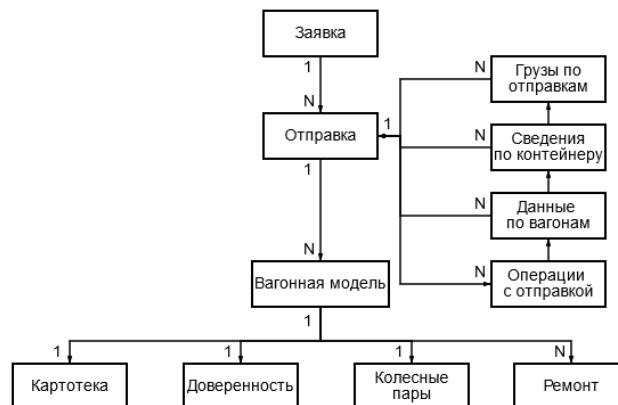 Заявка
1
N
Грузы по
отправкам
N
1
Отправка
Сведения
по контейнеру
N
1
Данные
по вагонам
N
N
Вагонная модель
Операции
с отправкой
N
1
1
1
1
N
Картотека
Доверенность
Колесные
пары
Ремонт